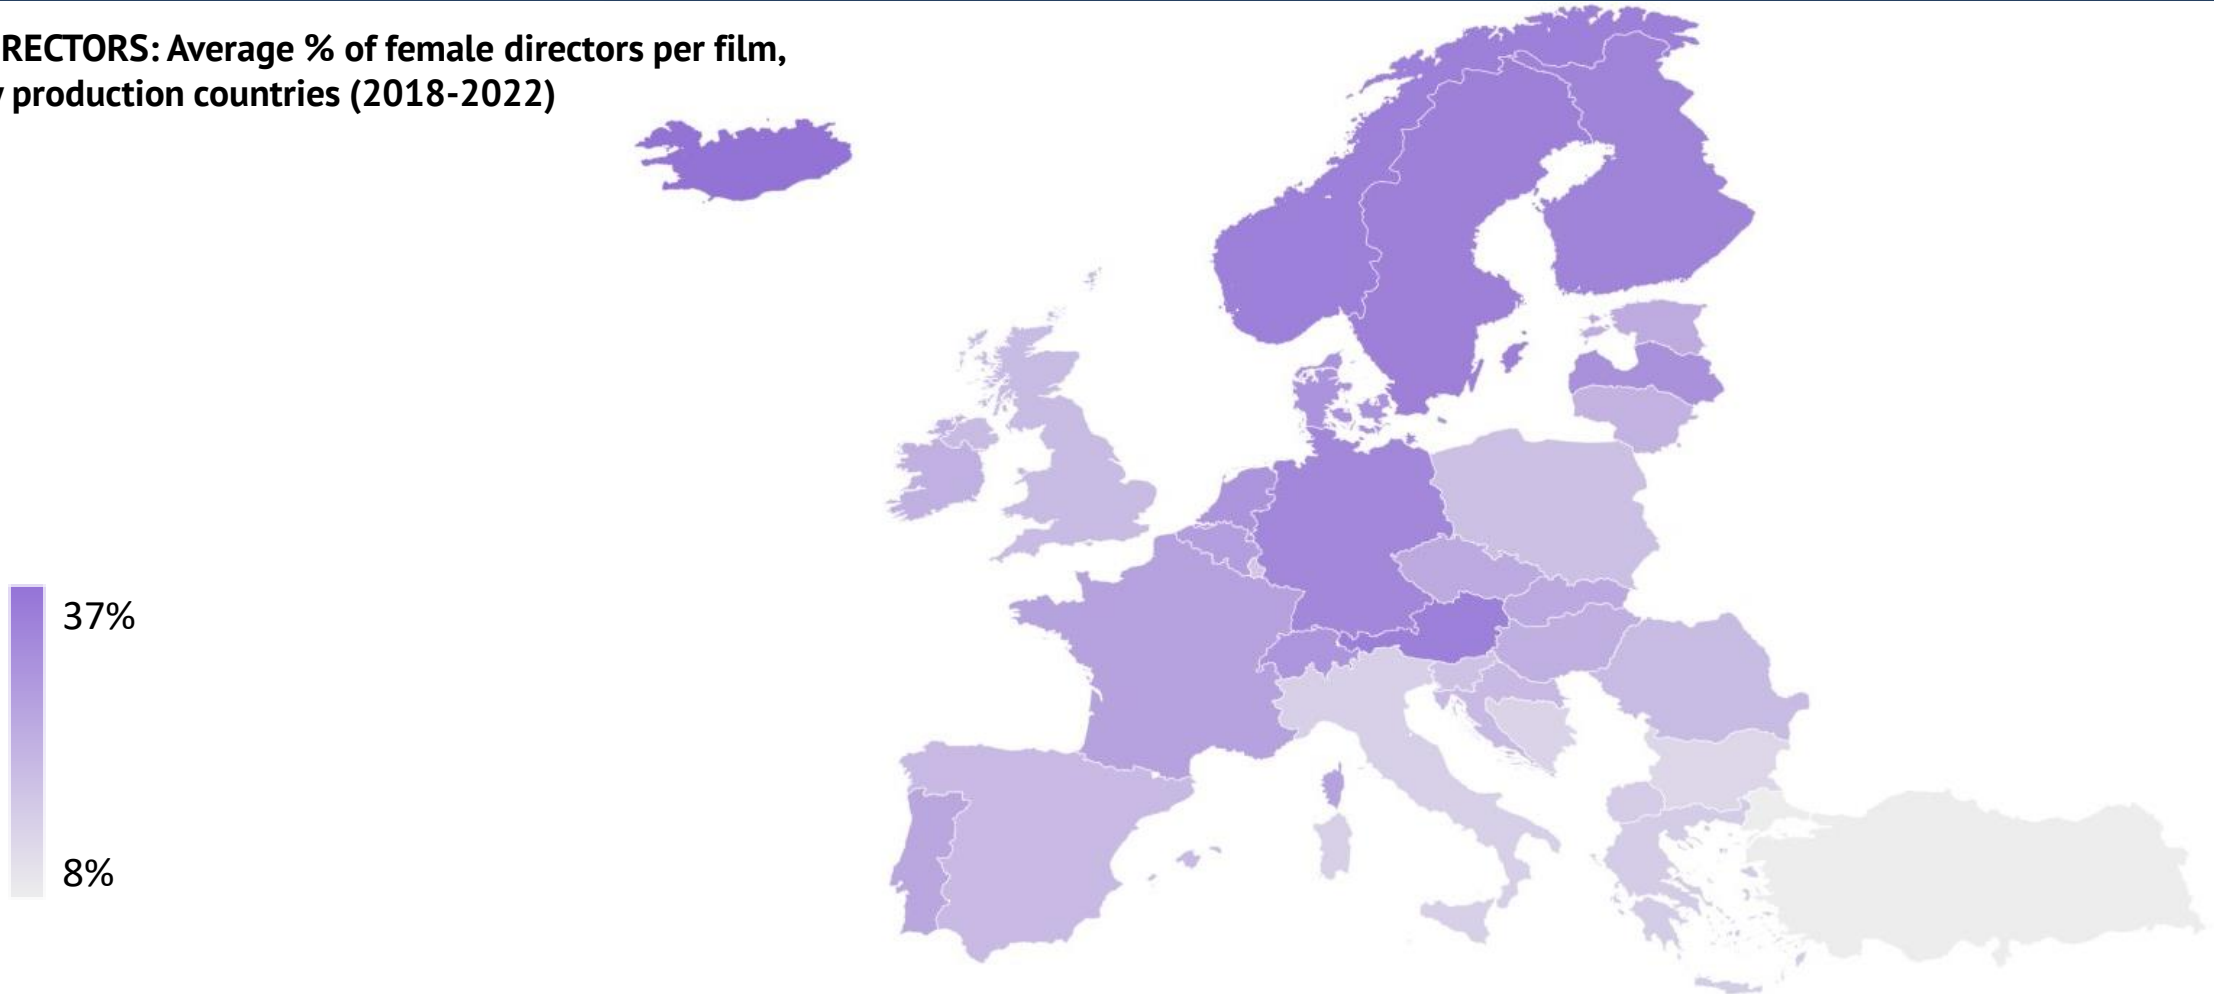 RECTORS: Average % of female directors per film,
production countries (2018-2022)
37%
8%